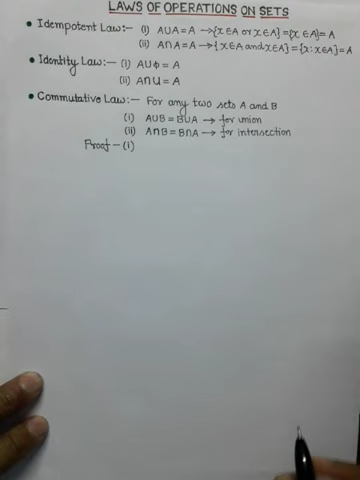 LAWS OF OPERATIONS ON SETS
• Idempotent Law:- (i) A∪A = A → {x∈A or x∈A} = {x∈A} = A
(ii) A∩A = A → {x∈A and x∈A} = {x:x∈A} = A
• Identity Law:- (i) A∪Φ = A
(ii) A∩U = A
• Commutative Law:- For any two sets A and B
(i) A∪B = B∪A → for union
(ii) A∩B = B∩A → for intersection
Proof - (i)